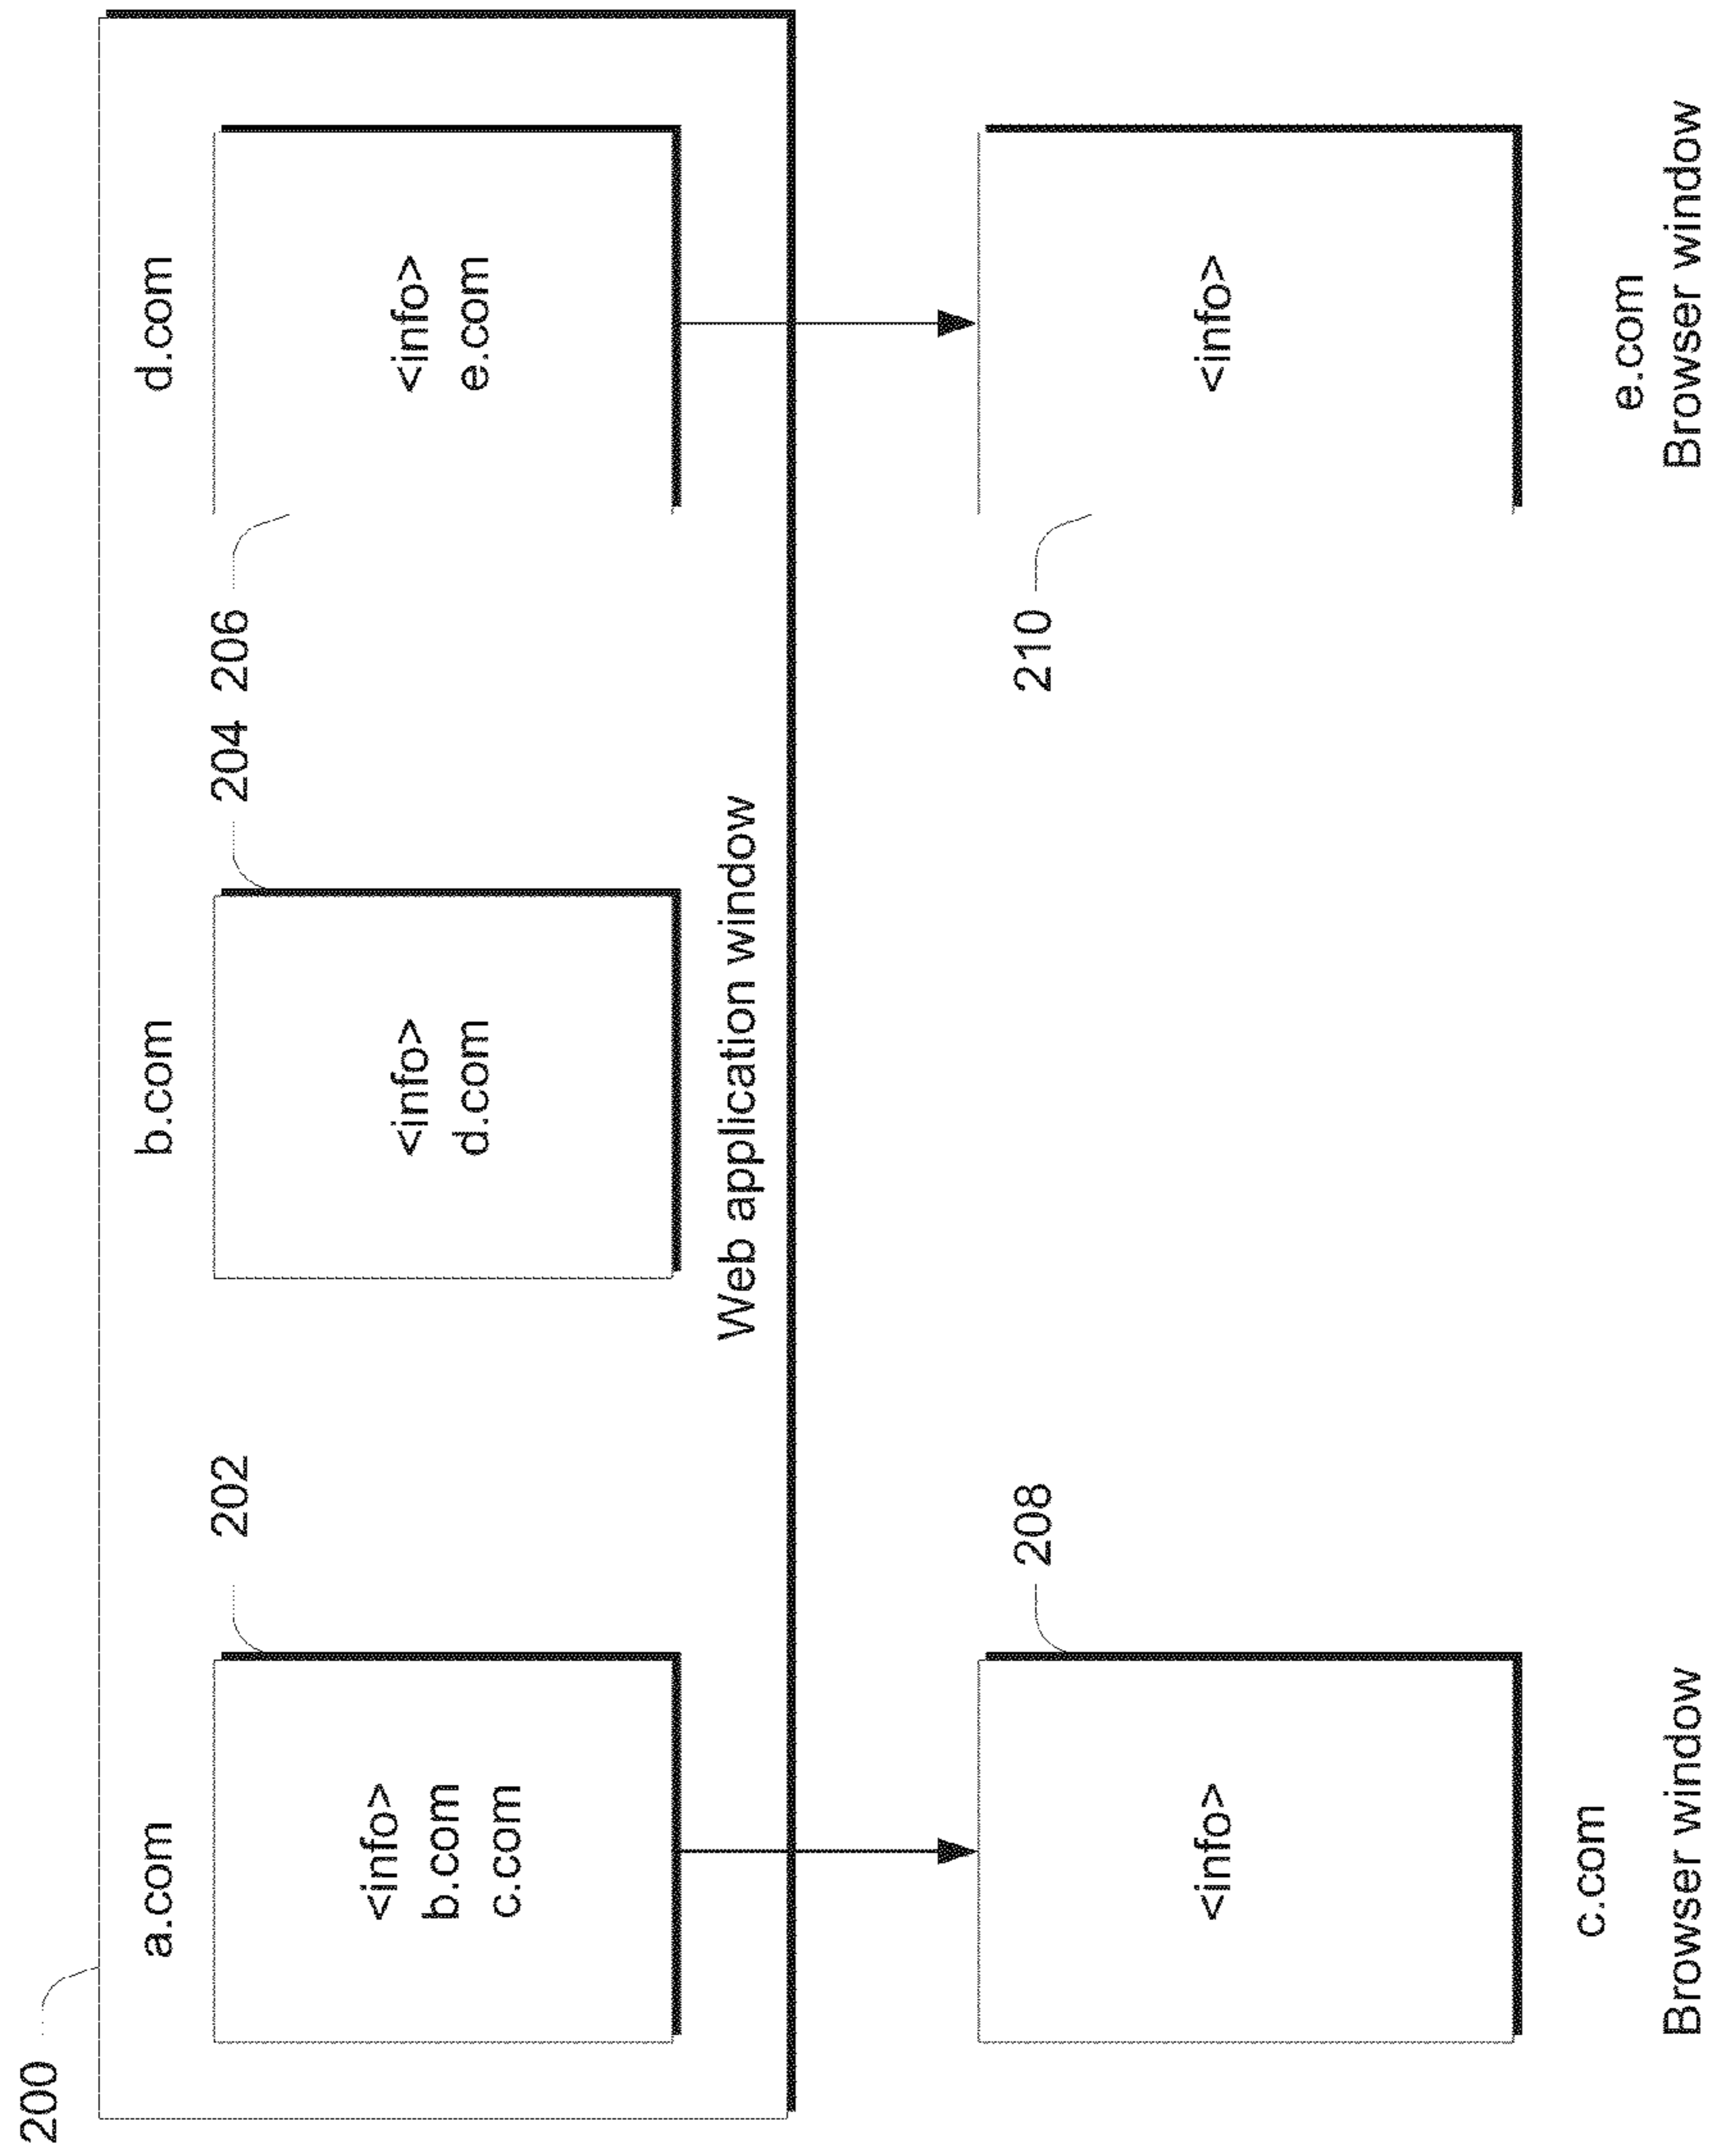 200
a.com
b.com
d.com
202
204
206
<info>
b.com
c.com
<info>
d.com
<info>
e.com
Web application window
208
210
<info>
<info>
c.com
Browser window
e.com
Browser window